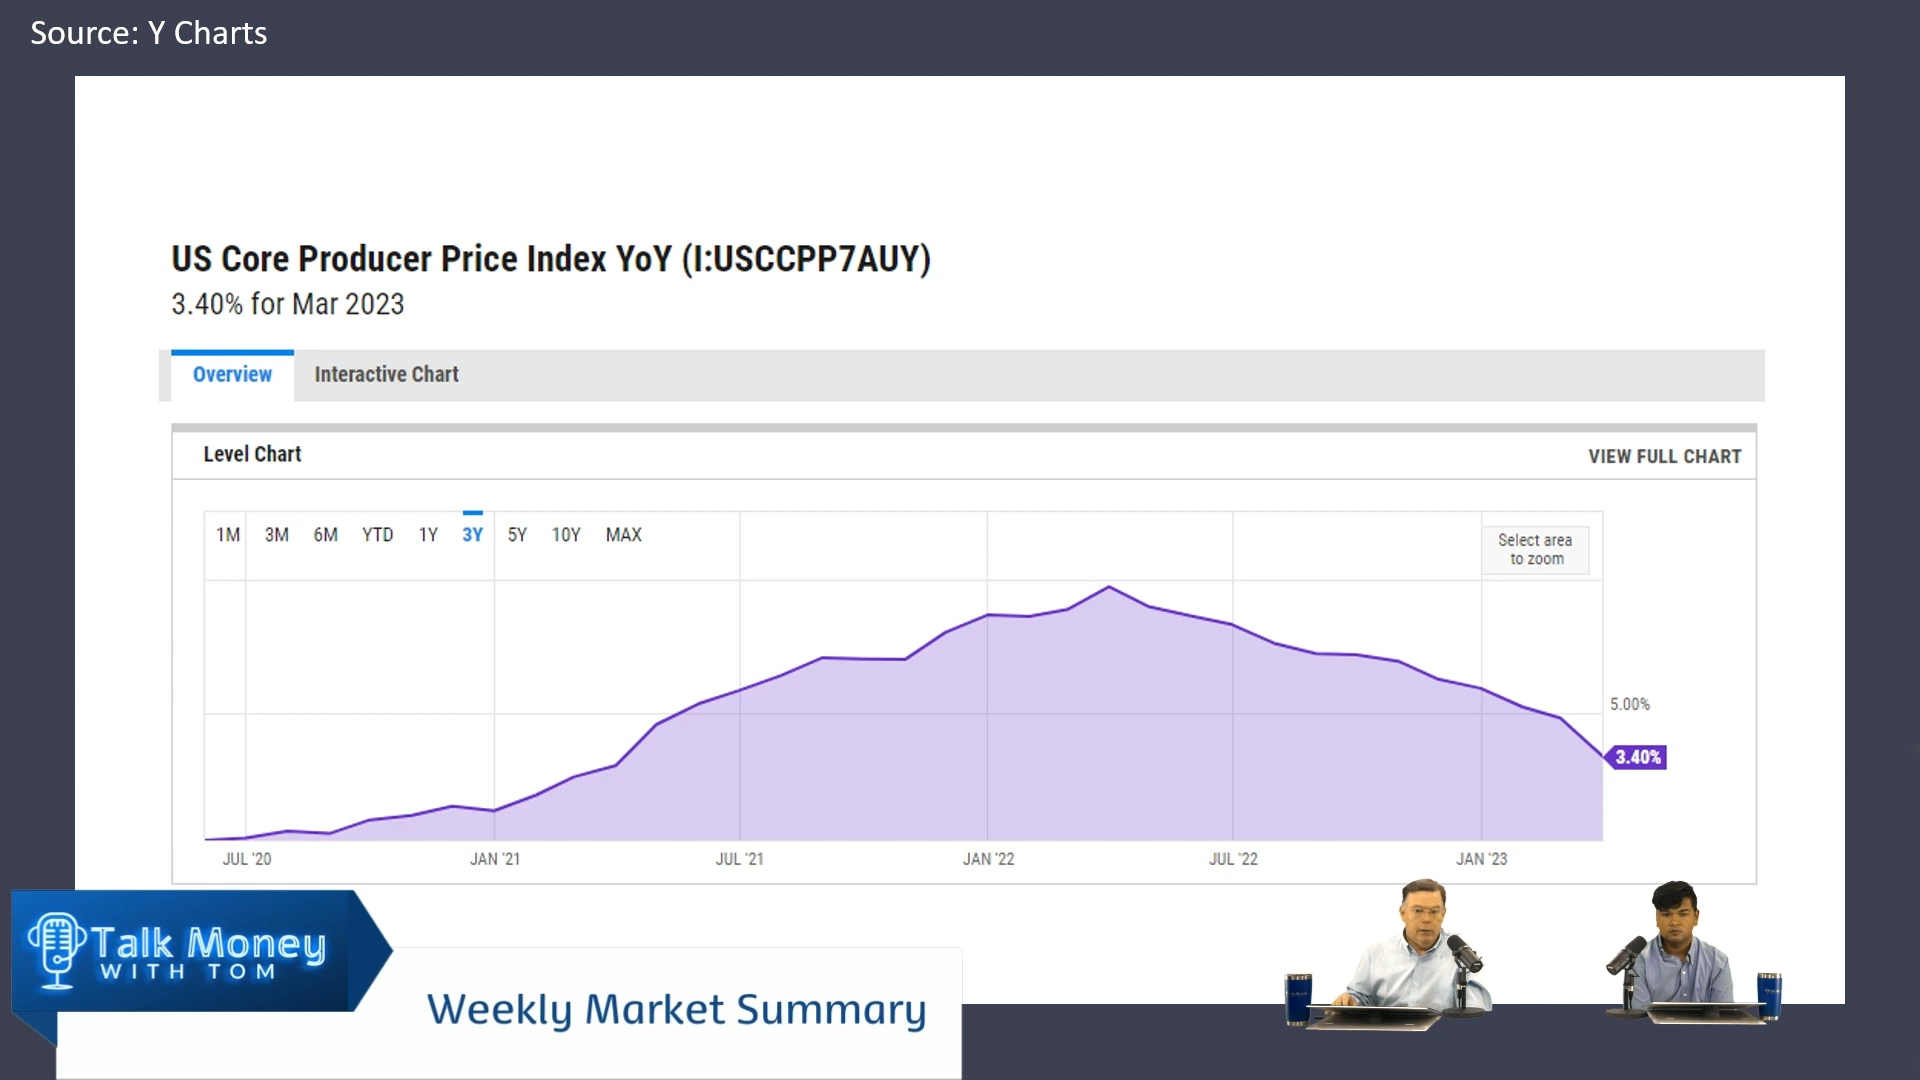 Source: Y Charts
US Core Producer Price Index YoY (I:USCCPP7AUY)
3.40% for Mar 2023
Overview Interactive Chart
Level Chart VIEW FULL CHART
1M 3M 6M YTD 1Y 3Y 5Y 10Y MAX
Select area
to zoom
5.00%
3.40%
JUL '20 JAN '21 JUL '21 JAN '22 JUL '22 JAN '23
Talk Money
WITH TOM
Weekly Market Summary